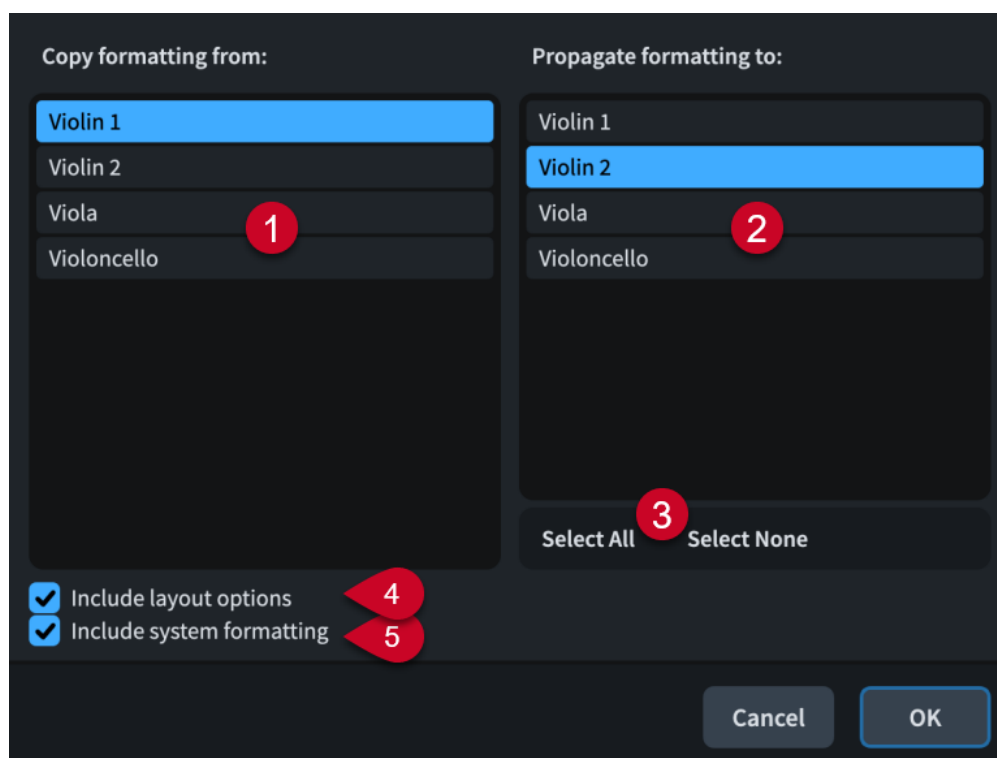 Copy formatting from:
Violin 1
Violin 2
Viola
Violoncello
1
Propagate formatting to:
Violin 1
Violin 2
Viola
Violoncello
2
3
Select All Select None
Include layout options 4
Include system formatting 5
Cancel OK